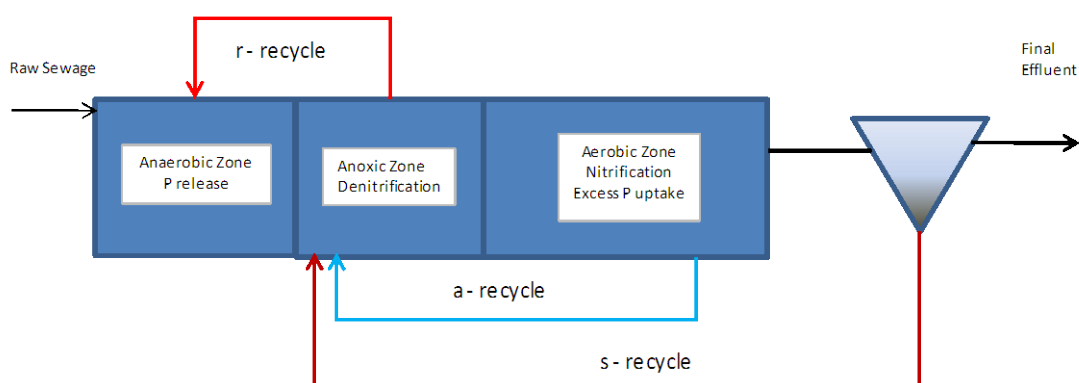 r - recycle
Raw Sewage
Final
Effluent
Anaerobic Zone
P release
Anoxic Zone
Denitrification
Aerobic Zone
Nitrification
Excess P uptake
a - recycle
s - recycle